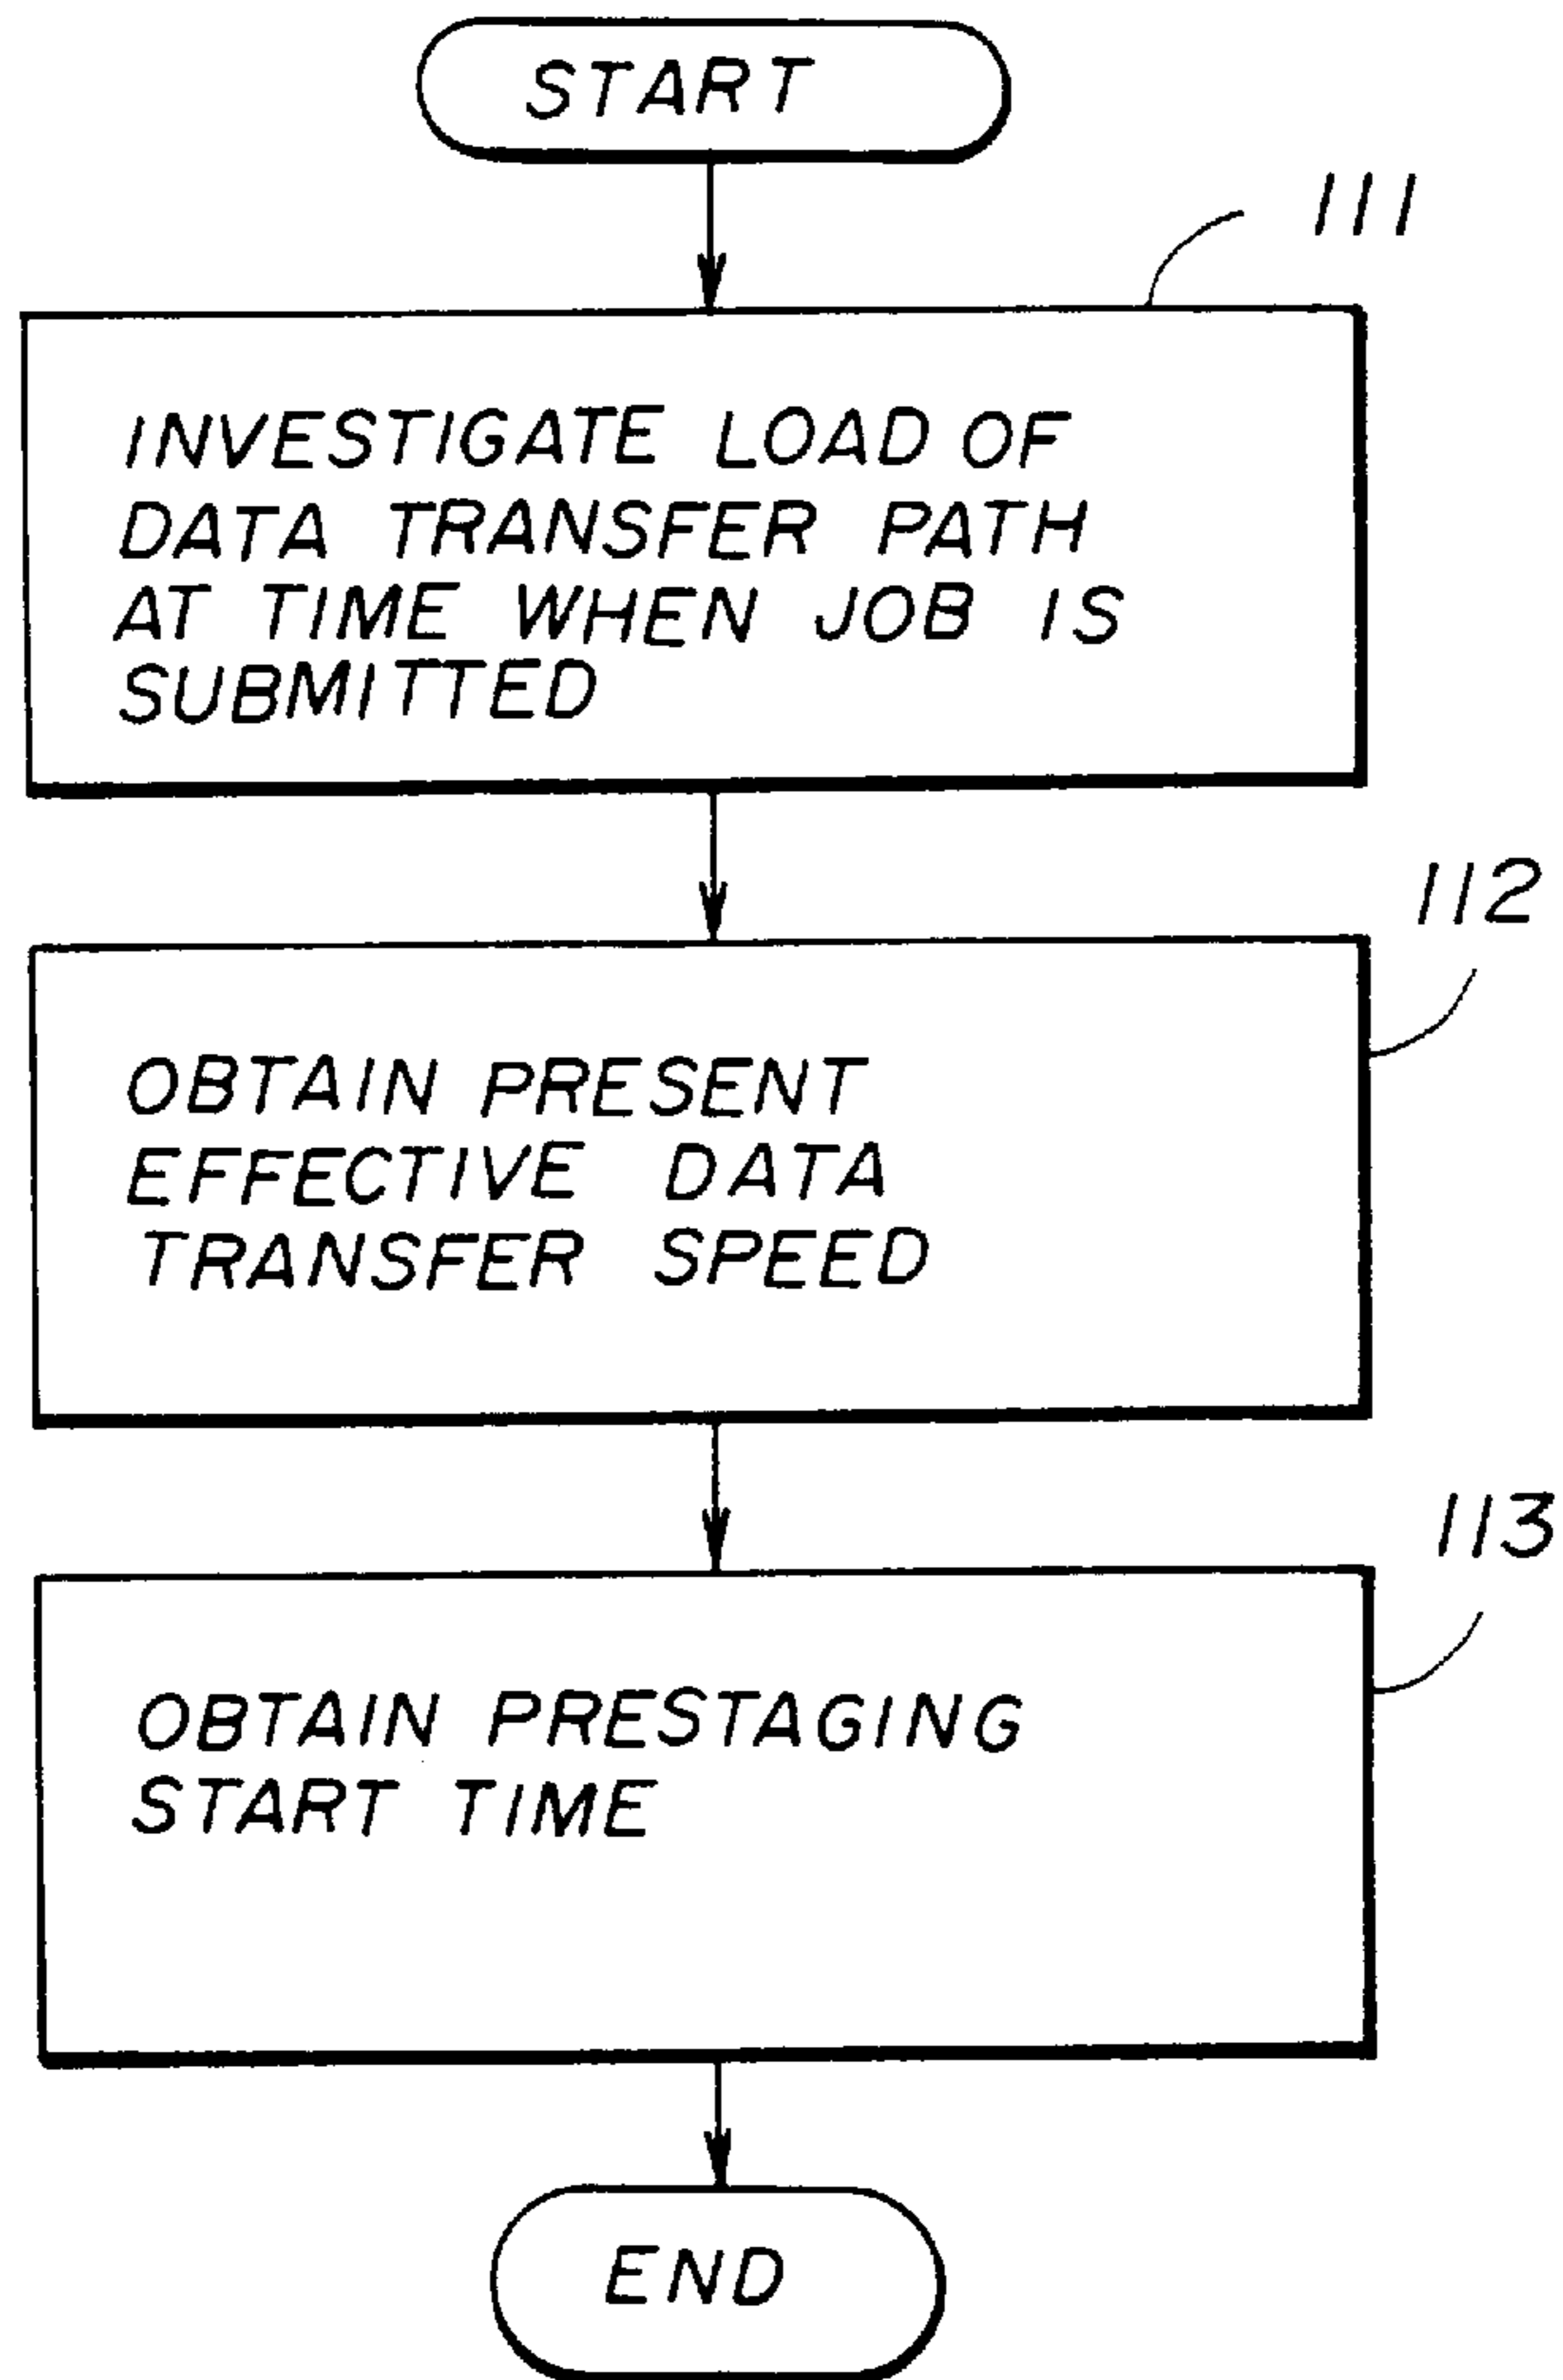 START
111
INVESTIGATE LOAD OF
DATA TRANSFER PATH
AT TIME WHEN JOB IS
SUBMITTED
112
OBTAIN PRESENT
EFFECTIVE DATA
TRANSFER SPEED
113
OBTAIN PRESTAGING
START TIME
END